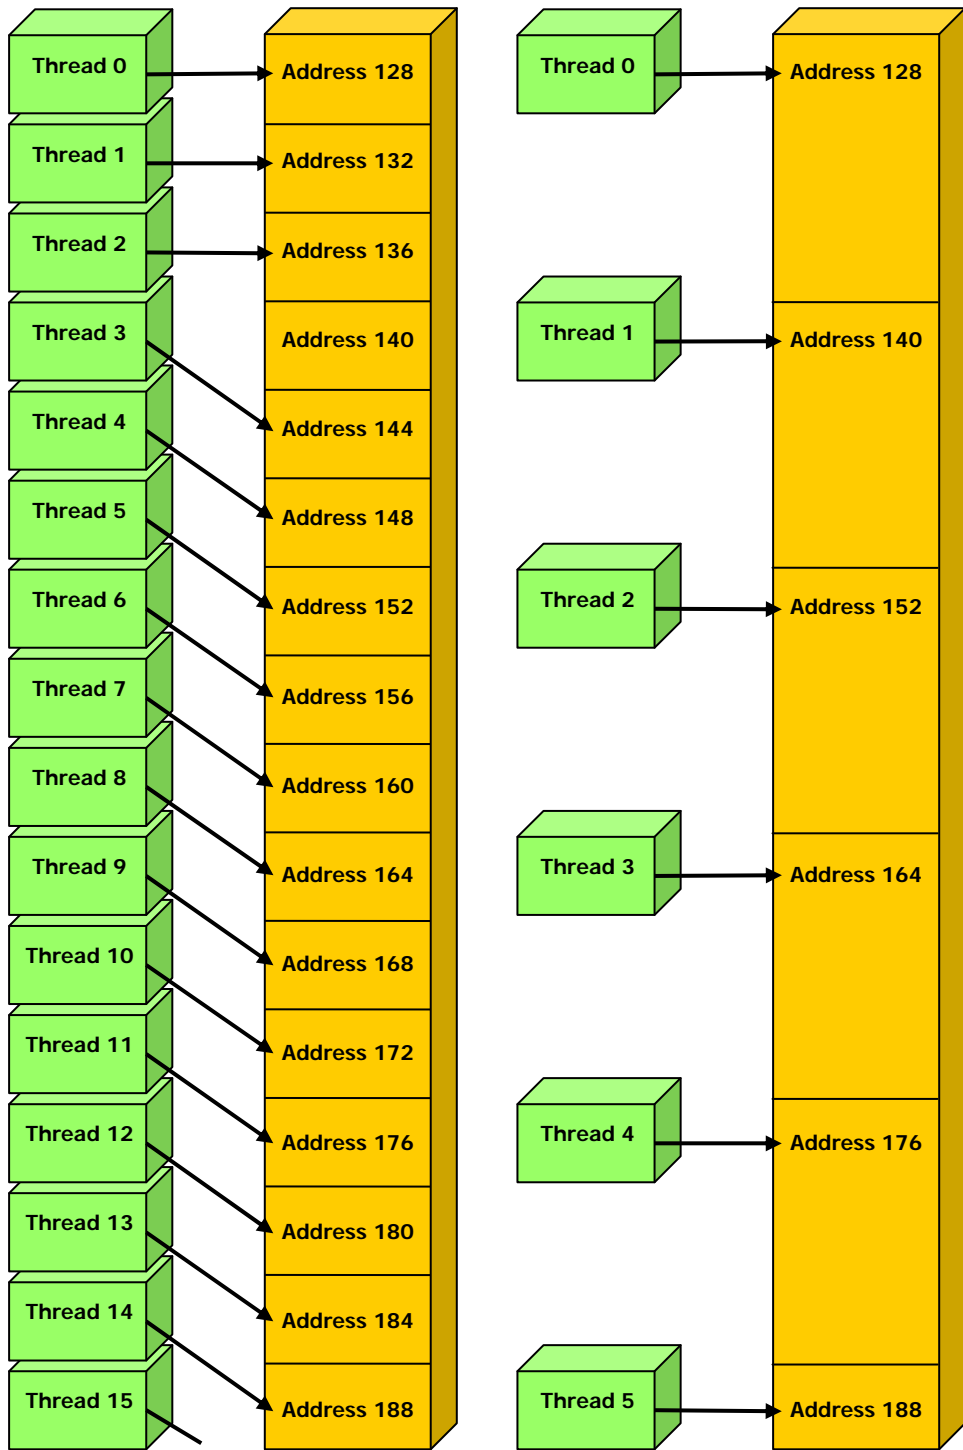 Thread 0
Address 128
Thread 1
Address 132
Thread 2
Address 136
Thread 3
Address 140
Thread 4
Address 144
Thread 5
Address 148
Thread 6
Address 152
Thread 7
Address 156
Thread 8
Address 160
Thread 9
Address 164
Thread 10
Address 168
Thread 11
Address 172
Thread 12
Address 176
Thread 13
Address 180
Thread 14
Address 184
Thread 15
Address 188
Thread 0
Address 128
Thread 1
Address 140
Thread 2
Address 152
Thread 3
Address 164
Thread 4
Address 176
Thread 5
Address 188